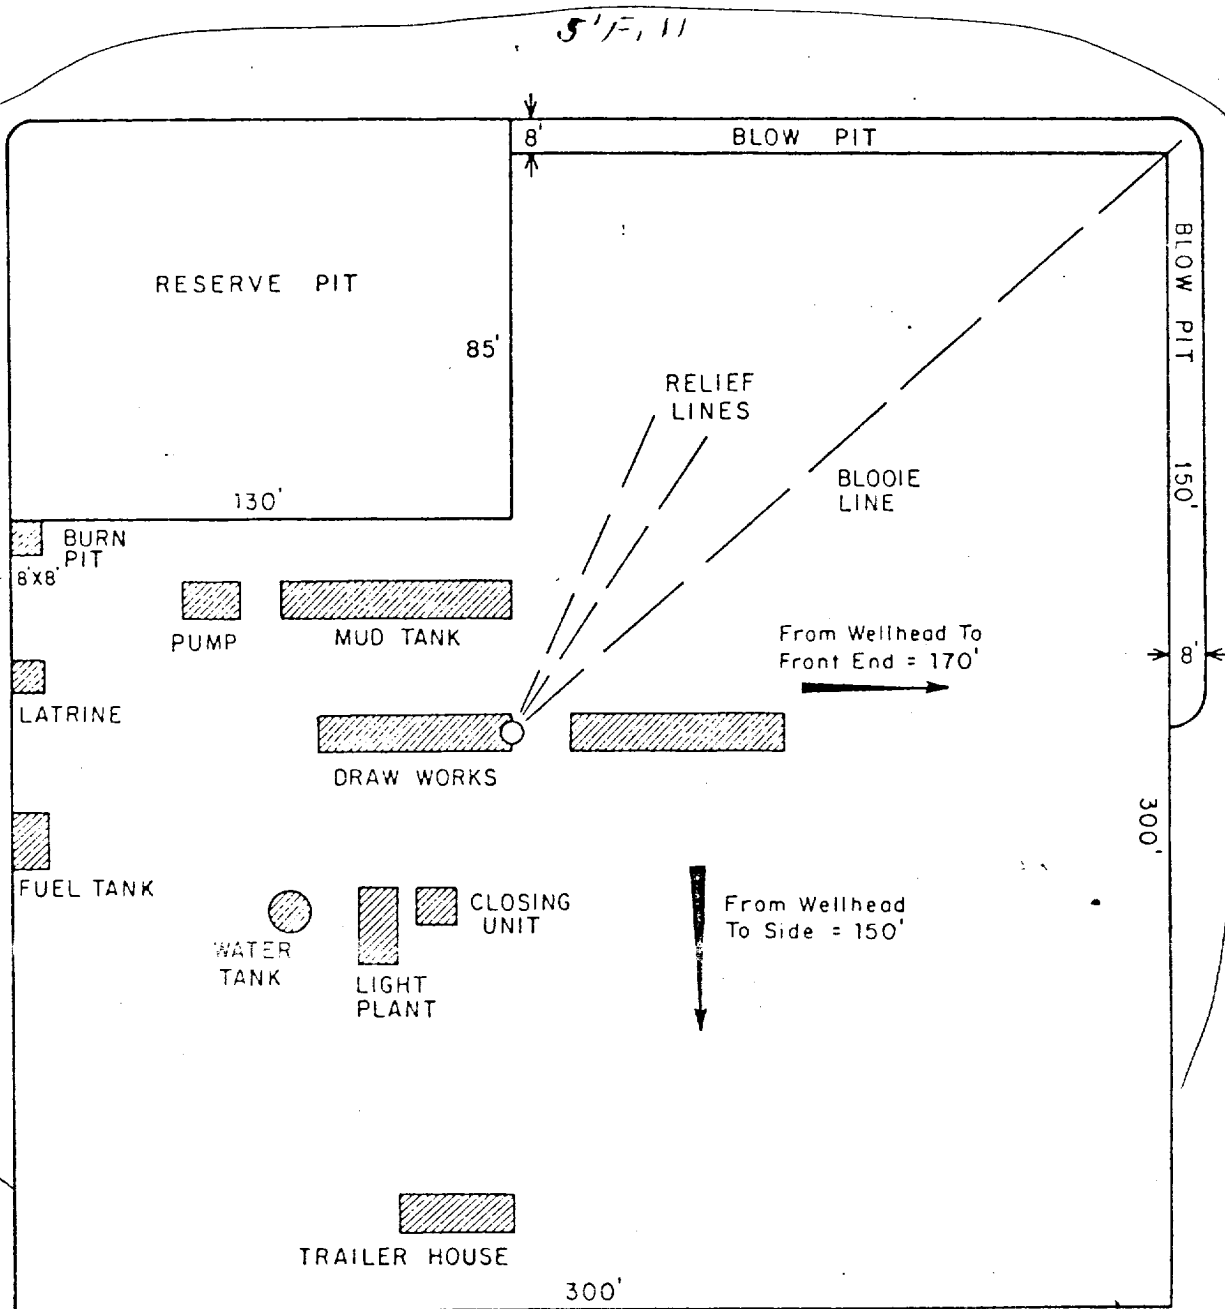 5' Fill
8'
BLOW PIT
BLOW PIT
RESERVE PIT
85'
RELIEF
LINES
BLOOIE
LINE
150'
130'
BURN
PIT
8'X8'
PUMP
MUD TANK
From Wellhead To
Front End = 170'
8'
LATRINE
DRAW WORKS
300'
FUEL TANK
CLOSING
UNIT
From Wellhead
To Side = 150'
WATER
TANK
LIGHT
PLANT
TRAILER HOUSE
300'